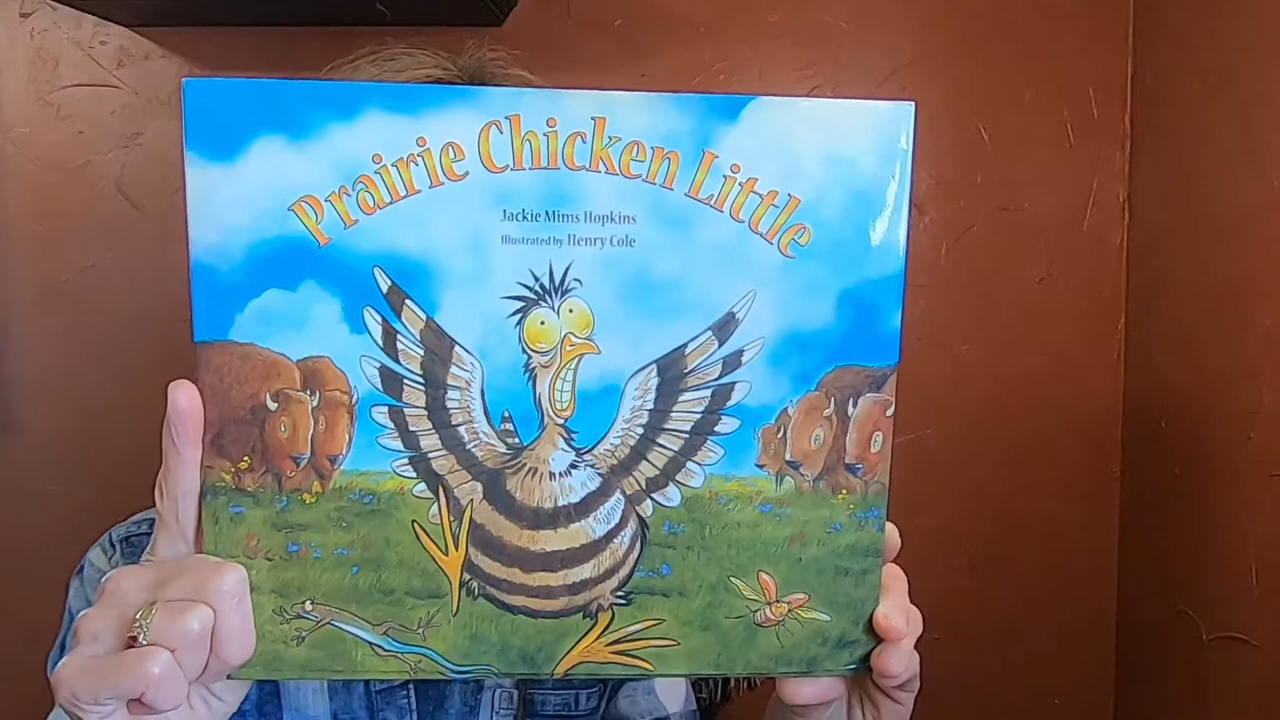 Prairie Chicken Little
Jackie Mims Hopkins
Illustrated by Henry Cole